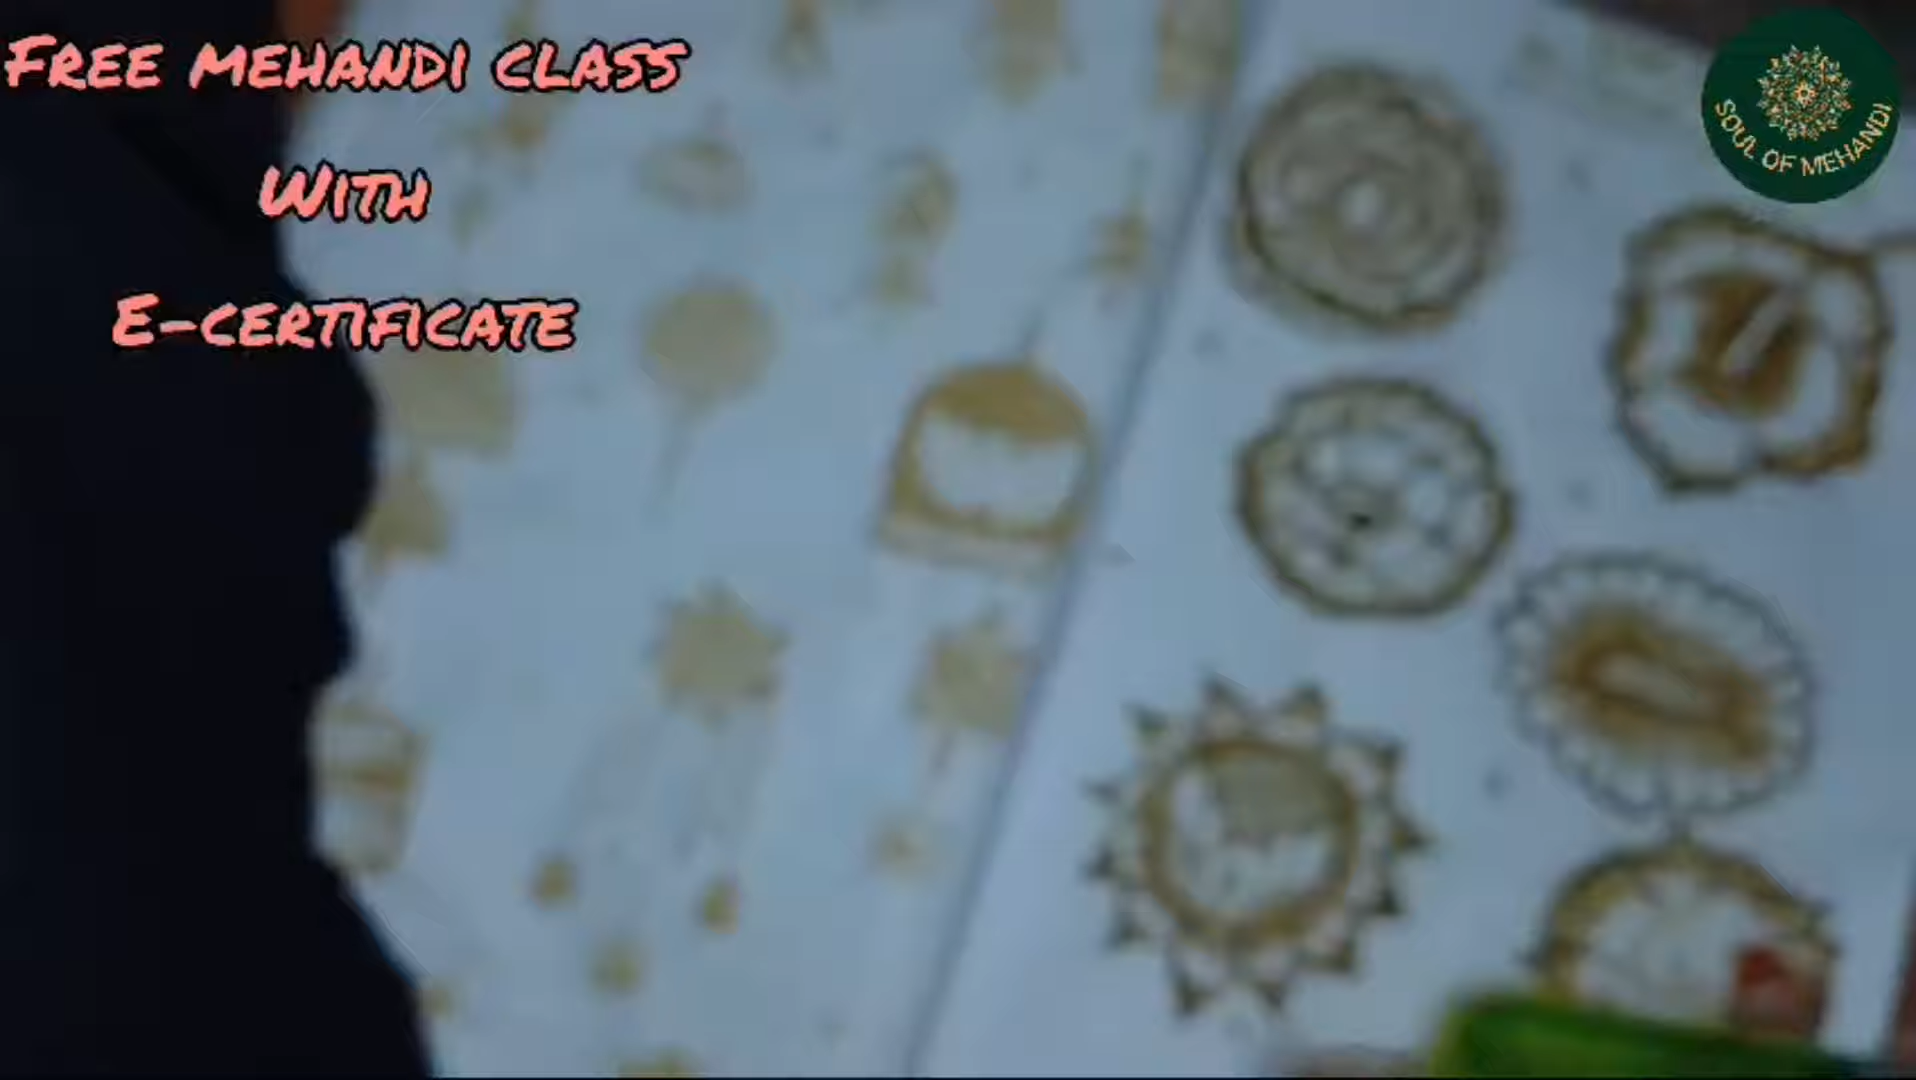 FREE MEHANDI CLASS
WITH
E-CERTIFICATE
SOUL OF MEHANDI